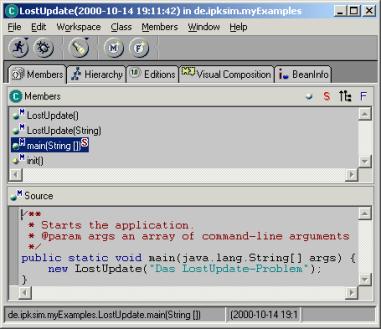 LostUpdate(2000-10-14 19:11:42) in de.ipksim.myExamples
File Edit Workspace Class Members Window Help
M F
Members Hierarchy Editions Visual Composition BeanInfo
C Members S F
LostUpdate()
LostUpdate(String)
main(String []) S
init()
Source
/**
* Starts the application.
* @param args an array of command-line arguments
*/
public static void main(java.lang.String[] args) {
new LostUpdate("Das LostUpdate-Problem");
}
de.ipksim.myExamples.LostUpdate.main(String []) (2000-10-14 19:1